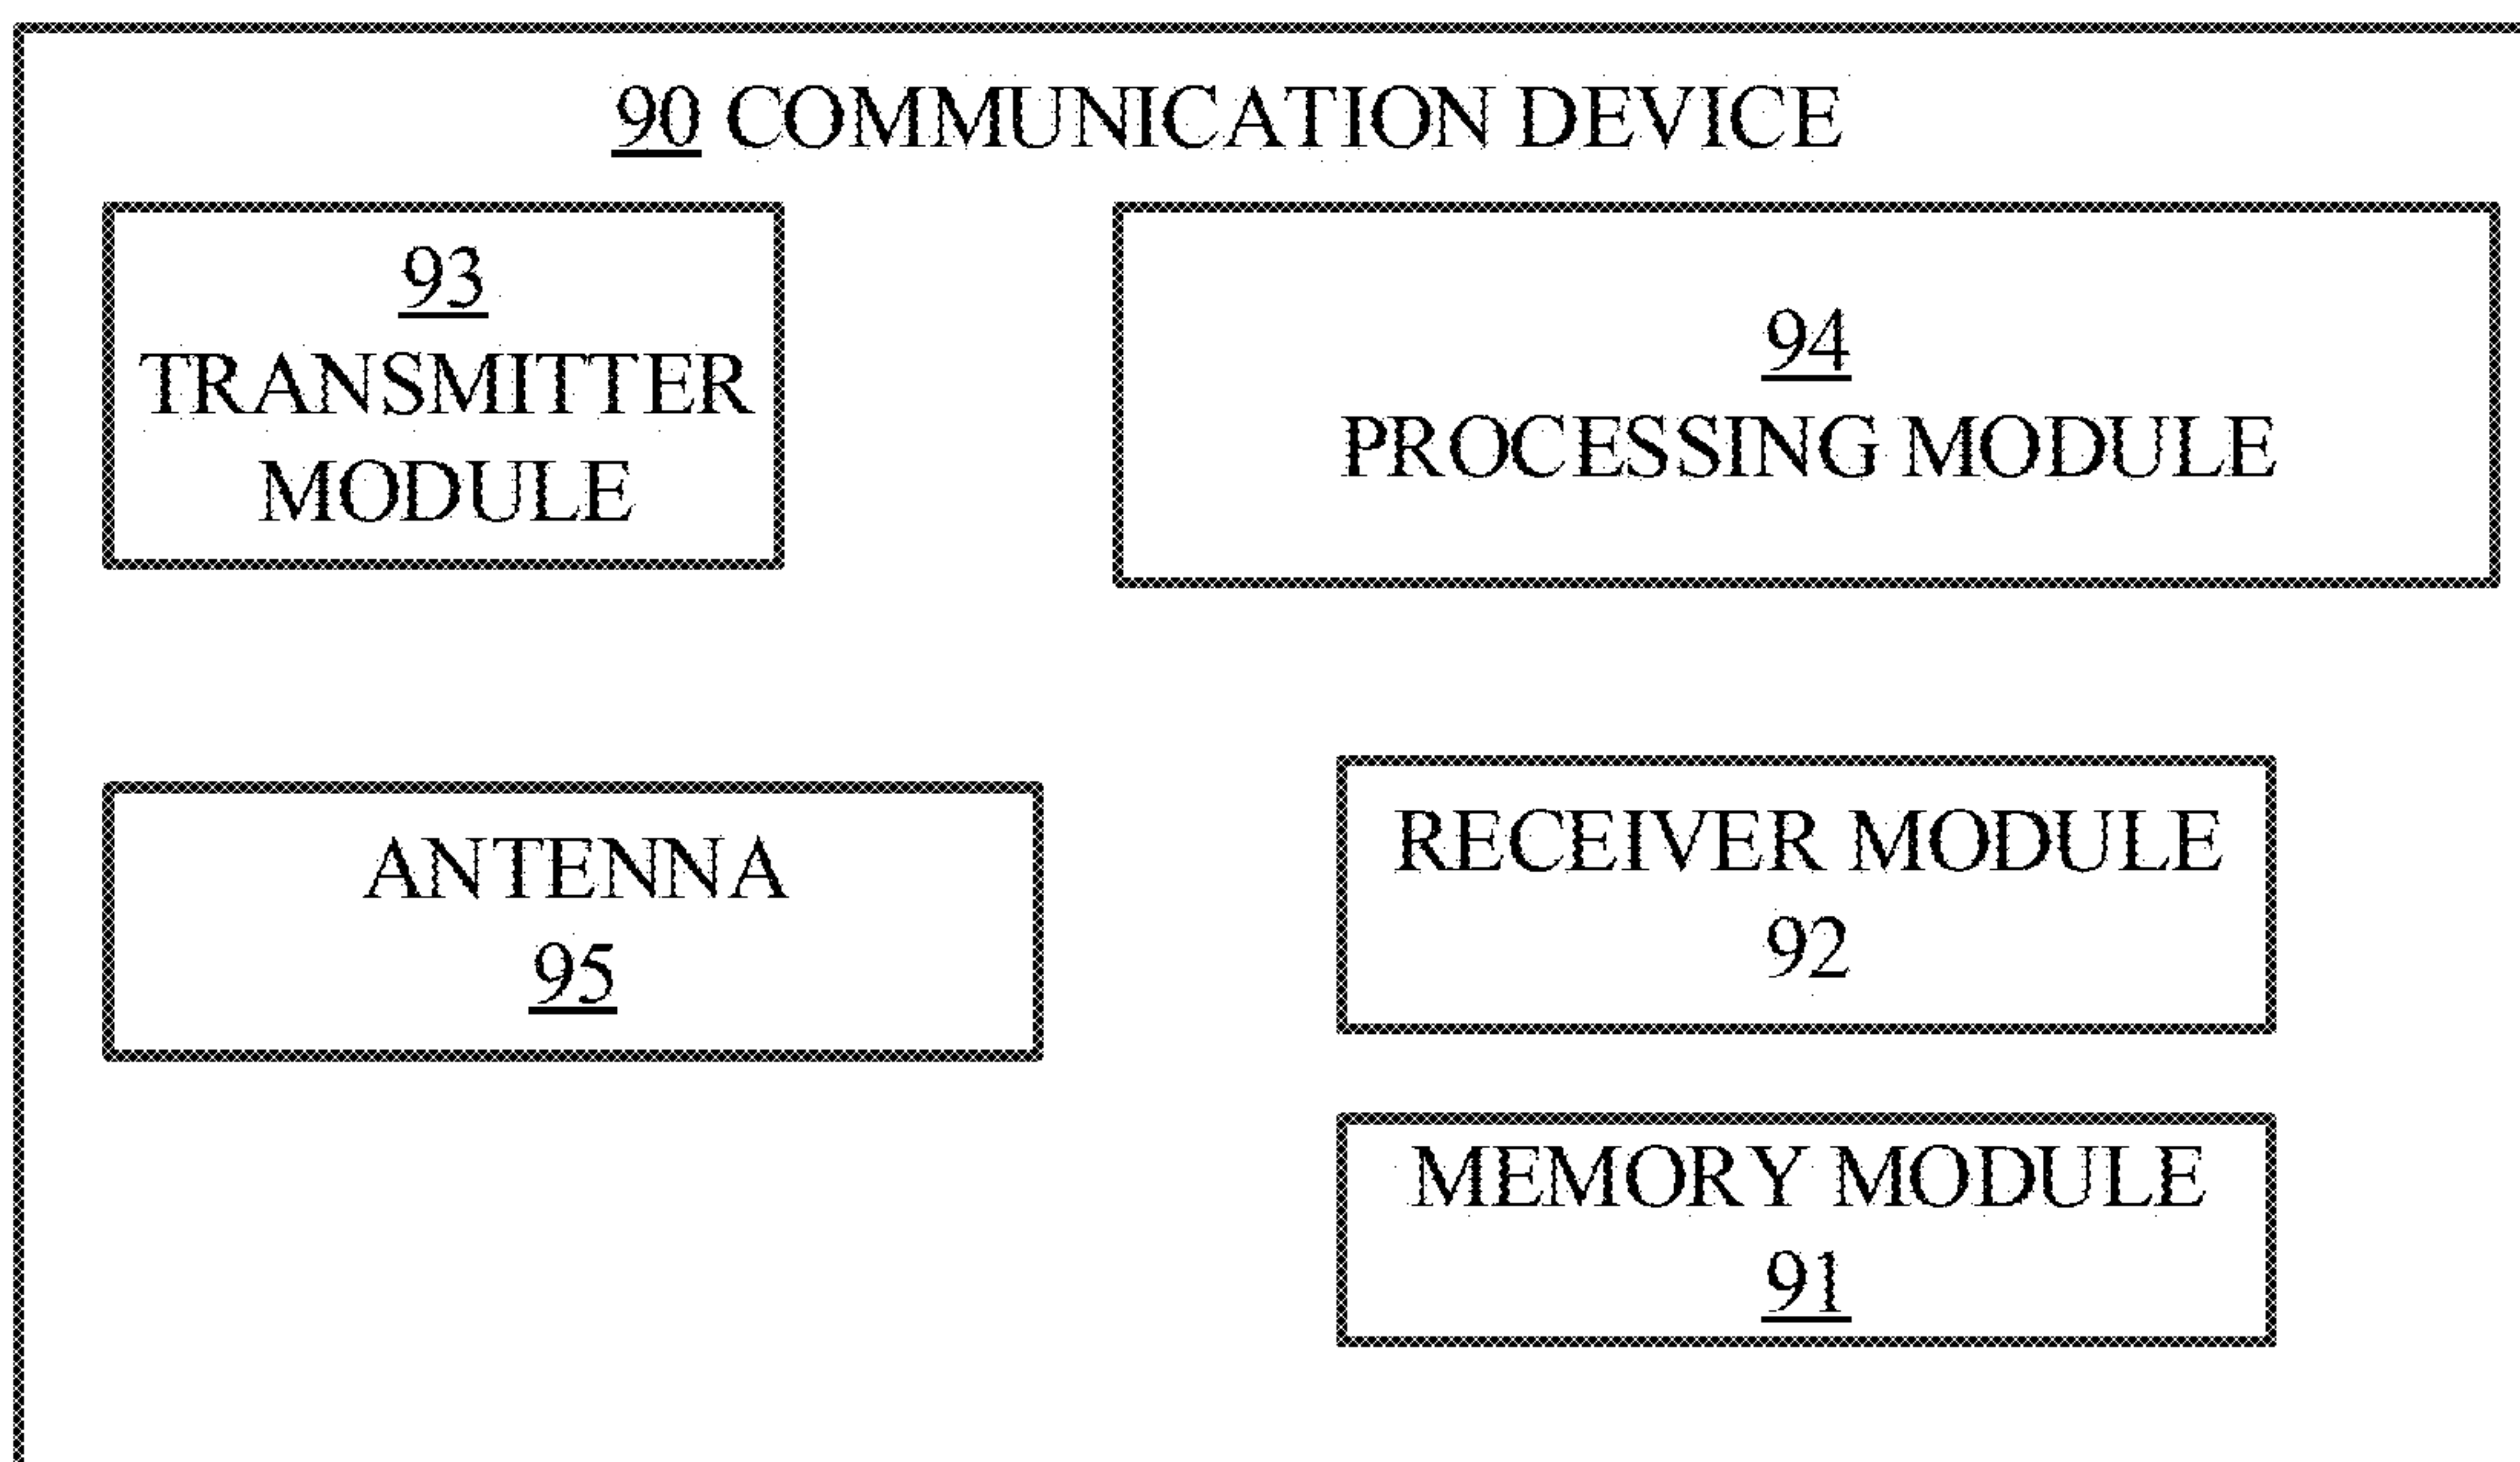 90 COMMUNICATION DEVICE
93
TRANSMITTER
MODULE
94
PROCESSING MODULE
ANTENNA
95
RECEIVER MODULE
92
MEMORY MODULE
91